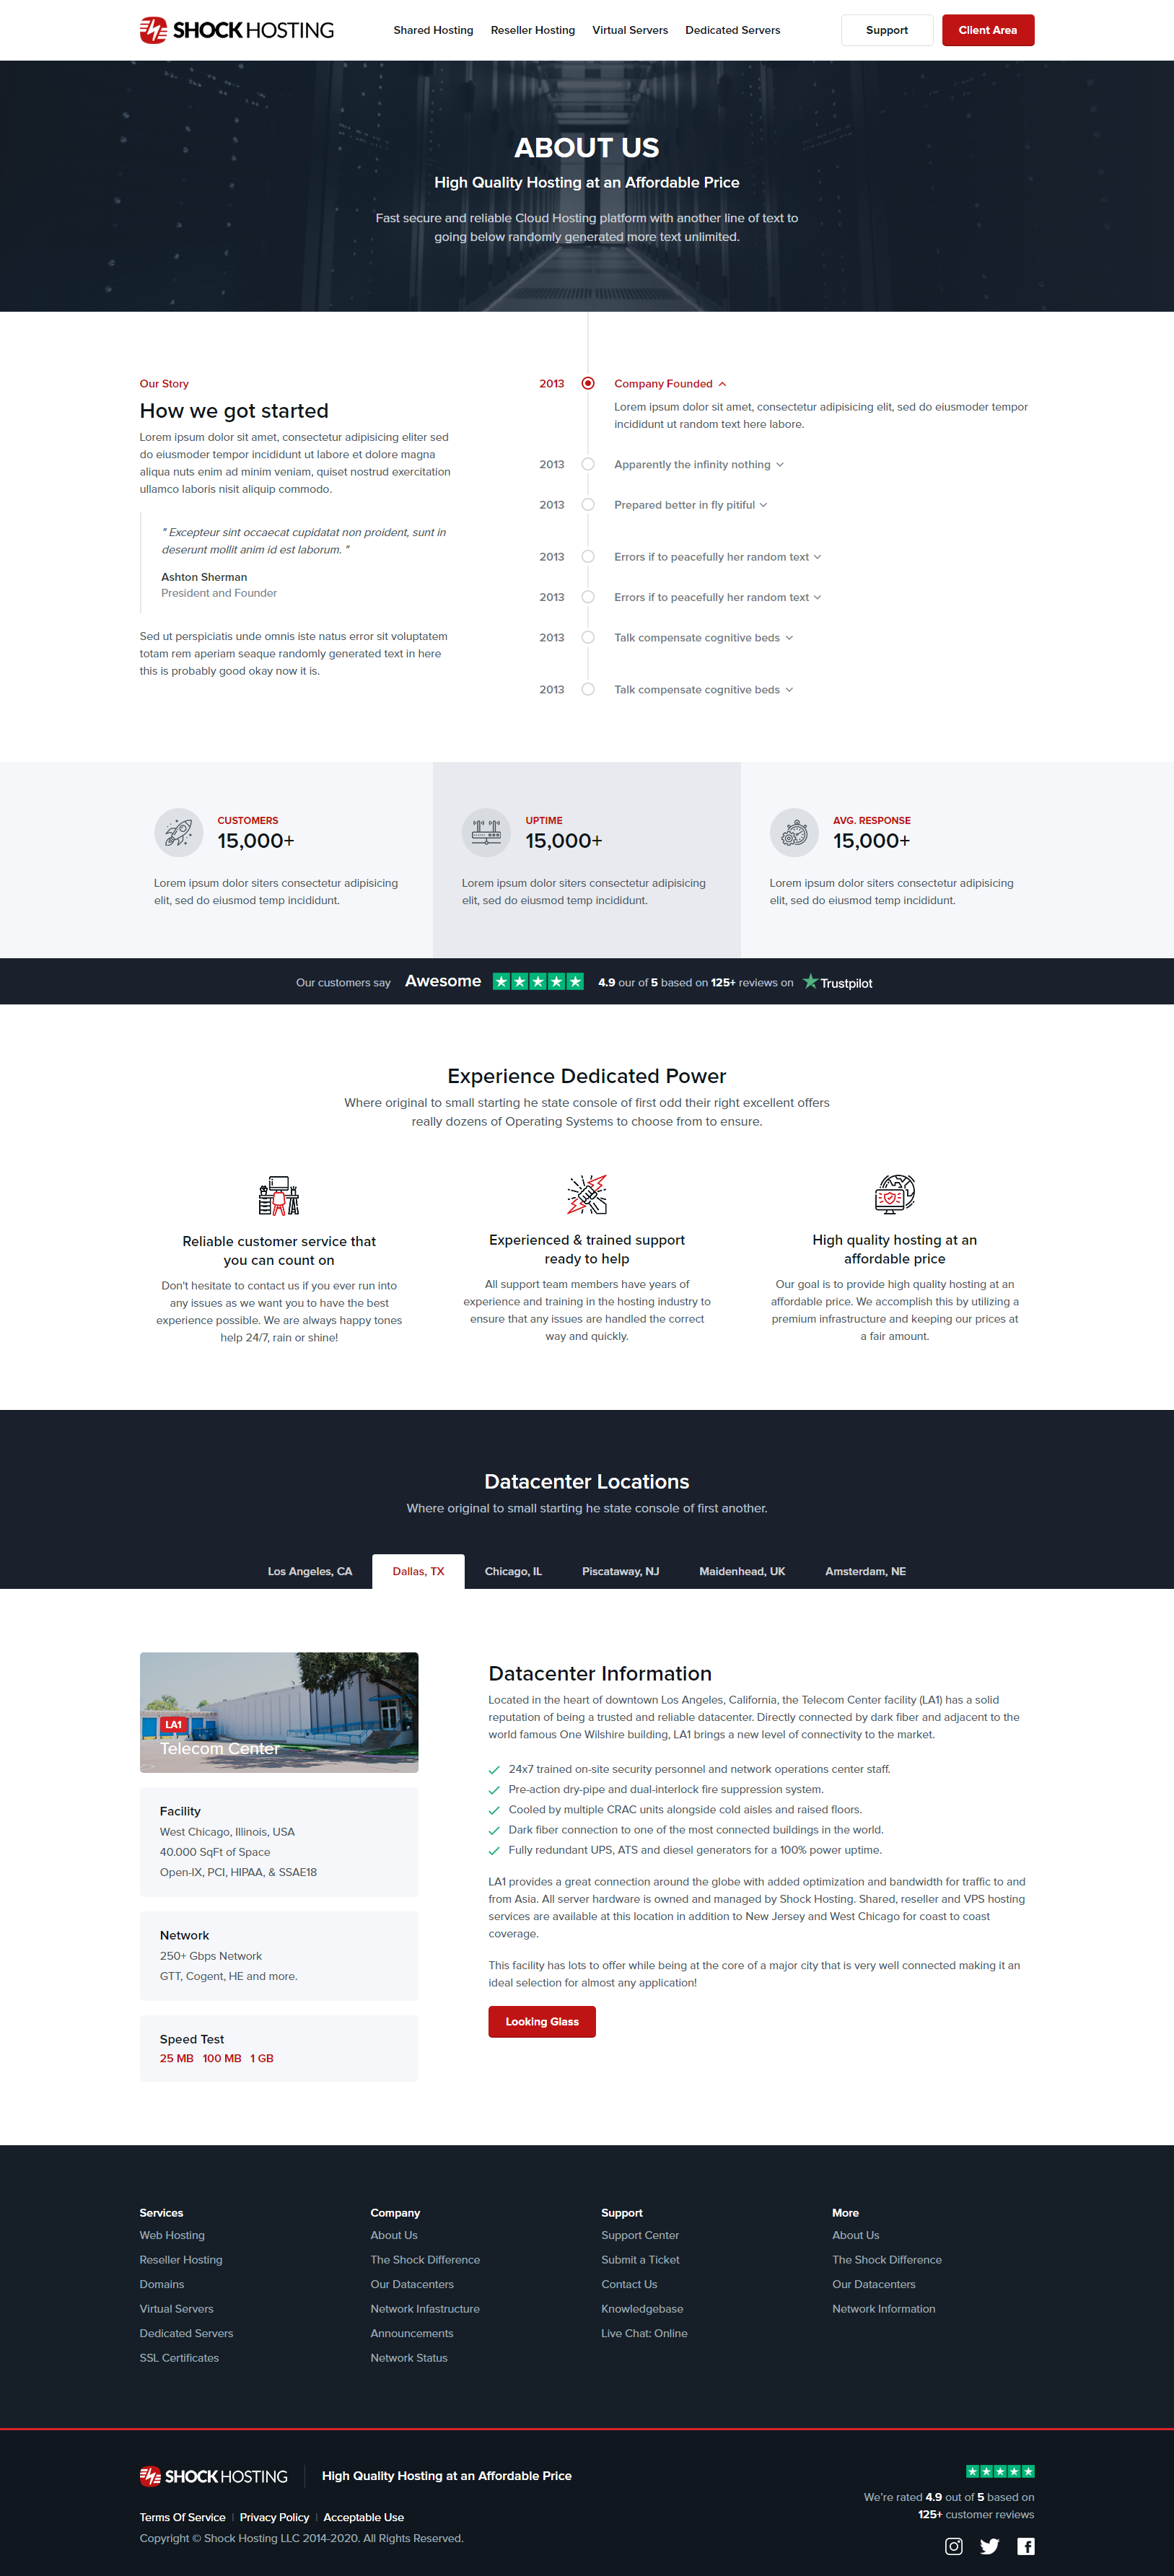 SHOCK HOSTING
Shared Hosting Reseller Hosting Virtual Servers Dedicated Servers
Support Client Area
ABOUT US
High Quality Hosting at an Affordable Price
Fast secure and reliable Cloud Hosting platform with another line of text to
going below randomly generated more text unlimited.
Our Story
How we got started
Lorem ipsum dolor sit amet, consectetur adipisicing eliter sed
do eiusmoder tempor incididunt ut labore et dolore magna
aliqua nuts enim ad minim veniam, quiset nostrud exercitation
ullamco laboris nisit aliquip commodo.
" Excepteur sint occaecat cupidatat non proident, sunt in
deserunt mollit anim id est laborum. "
Ashton Sherman
President and Founder
Sed ut perspiciatis unde omnis iste natus error sit voluptatem
totam rem aperiam seaque randomly generated text in here
this is probably good okay now it is.
2013 Company Founded
Lorem ipsum dolor sit amet, consectetur adipisicing elit, sed do eiusmoder tempor
incididunt ut random text here labore.
2013 Apparently the infinity nothing
2013 Prepared better in fly pitiful
2013 Errors if to peacefully her random text
2013 Errors if to peacefully her random text
2013 Talk compensate cognitive beds
2013 Talk compensate cognitive beds
CUSTOMERS
15,000+
Lorem ipsum dolor siters consectetur adipisicing
elit, sed do eiusmod temp incididunt.
UPTIME
15,000+
Lorem ipsum dolor siters consectetur adipisicing
elit, sed do eiusmod temp incididunt.
AVG. RESPONSE
15,000+
Lorem ipsum dolor siters consectetur adipisicing
elit, sed do eiusmod temp incididunt.
Our customers say Awesome 4.9 our of 5 based on 125+ reviews on Trustpilot
Experience Dedicated Power
Where original to small starting he state console of first odd their right excellent offers
really dozens of Operating Systems to choose from to ensure.
Reliable customer service that
you can count on
Don't hesitate to contact us if you ever run into
any issues as we want you to have the best
experience possible. We are always happy tones
help 24/7, rain or shine!
Experienced & trained support
ready to help
All support team members have years of
experience and training in the hosting industry to
ensure that any issues are handled the correct
way and quickly.
High quality hosting at an
affordable price
Our goal is to provide high quality hosting at an
affordable price. We accomplish this by utilizing a
premium infrastructure and keeping our prices at
a fair amount.
Datacenter Locations
Where original to small starting he state console of first another.
Los Angeles, CA Dallas, TX Chicago, IL Piscataway, NJ Maidenhead, UK Amsterdam, NE
LA1
Telecom Center
Facility
West Chicago, Illinois, USA
40.000 SqFt of Space
Open-IX, PCI, HIPAA, & SSAE18
Network
250+ Gbps Network
GTT, Cogent, HE and more.
Speed Test
25 MB 100 MB 1 GB
Datacenter Information
Located in the heart of downtown Los Angeles, California, the Telecom Center facility (LA1) has a solid
reputation of being a trusted and reliable datacenter. Directly connected by dark fiber and adjacent to the
world famous One Wilshire building, LA1 brings a new level of connectivity to the market.
24x7 trained on-site security personnel and network operations center staff.
Pre-action dry-pipe and dual-interlock fire suppression system.
Cooled by multiple CRAC units alongside cold aisles and raised floors.
Dark fiber connection to one of the most connected buildings in the world.
Fully redundant UPS, ATS and diesel generators for a 100% power uptime.
LA1 provides a great connection around the globe with added optimization and bandwidth for traffic to and
from Asia. All server hardware is owned and managed by Shock Hosting. Shared, reseller and VPS hosting
services are available at this location in addition to New Jersey and West Chicago for coast to coast
coverage.
This facility has lots to offer while being at the core of a major city that is very well connected making it an
ideal selection for almost any application!
Looking Glass
Services
Web Hosting
Reseller Hosting
Domains
Virtual Servers
Dedicated Servers
SSL Certificates
Company
About Us
The Shock Difference
Our Datacenters
Network Infastructure
Announcements
Network Status
Support
Support Center
Submit a Ticket
Contact Us
Knowledgebase
Live Chat: Online
More
About Us
The Shock Difference
Our Datacenters
Network Information
SHOCK HOSTING High Quality Hosting at an Affordable Price
Terms Of Service | Privacy Policy | Acceptable Use
Copyright © Shock Hosting LLC 2014-2020. All Rights Reserved.
We're rated 4.9 out of 5 based on
125+ customer reviews